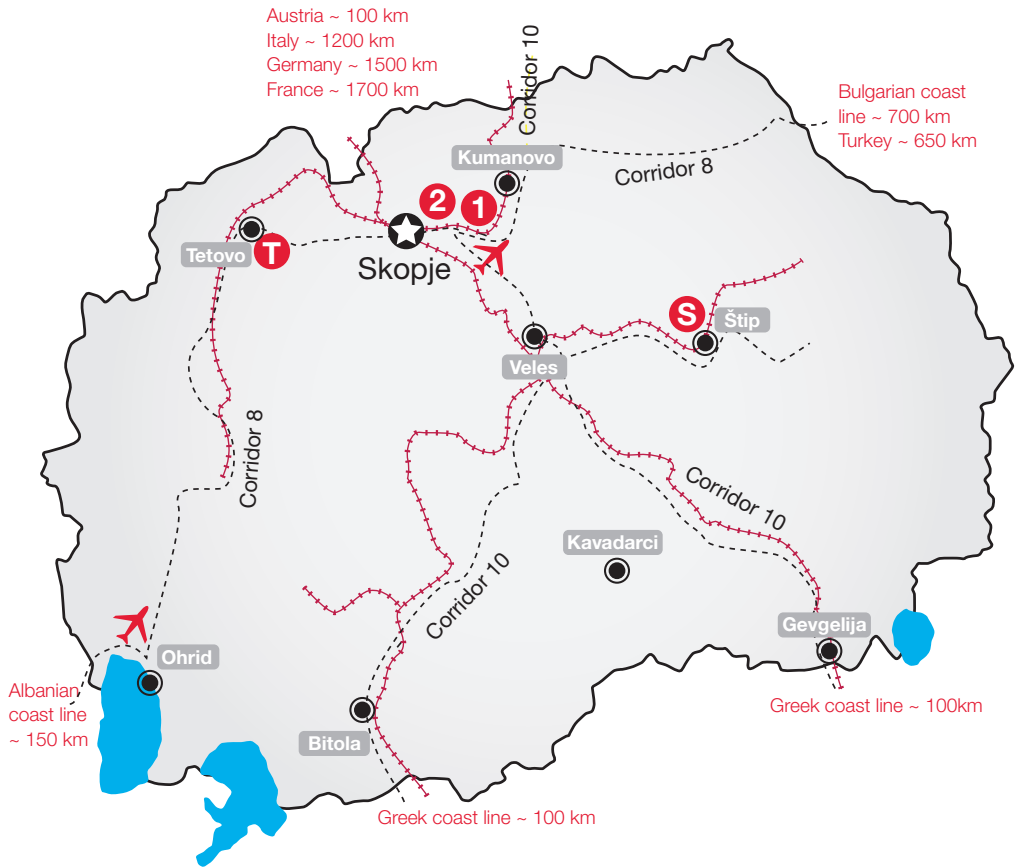 Austria ~ 100 km
Italy ~ 1200 km
Germany ~ 1500 km
France ~ 1700 km
Corridor 10
Bulgarian coast
line ~ 700 km
Turkey ~ 650 km
Kumanovo
Corridor 8
2
1
Tetovo
T
Skopje
S
Štip
Veles
Corridor 8
Corridor 10
Kavadarci
Corridor 10
Gevgelija
Ohrid
Albanian
coast line
~ 150 km
Greek coast line ~ 100km
Bitola
Greek coast line ~ 100 km